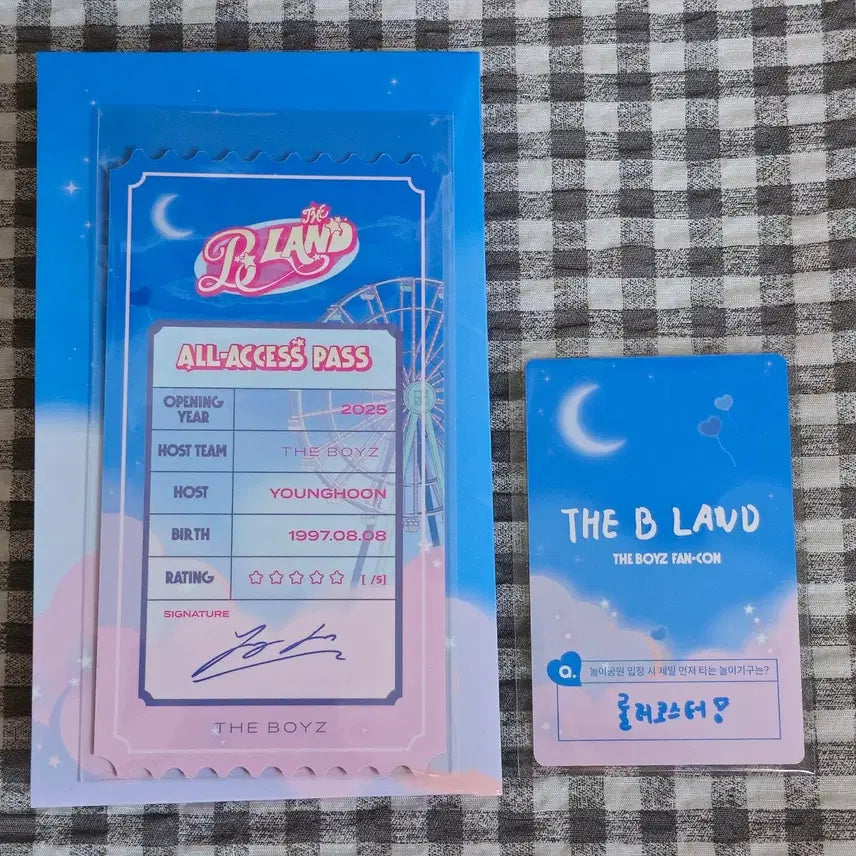 THE
B LAND
ALL-ACCESS PASS
OPENING YEAR 2025
HOST TEAM THE BOYZ
HOST YOUNGHOON
BIRTH 1997.08.08
RATING ☆☆☆☆☆ [ /5]
SIGNATURE
THE BOYZ
THE B LAND
THE BOYZ FAN-CON
Q. 놀이공원 입장 시 제일 먼저 타는 놀이기구는?
롤러코스터!